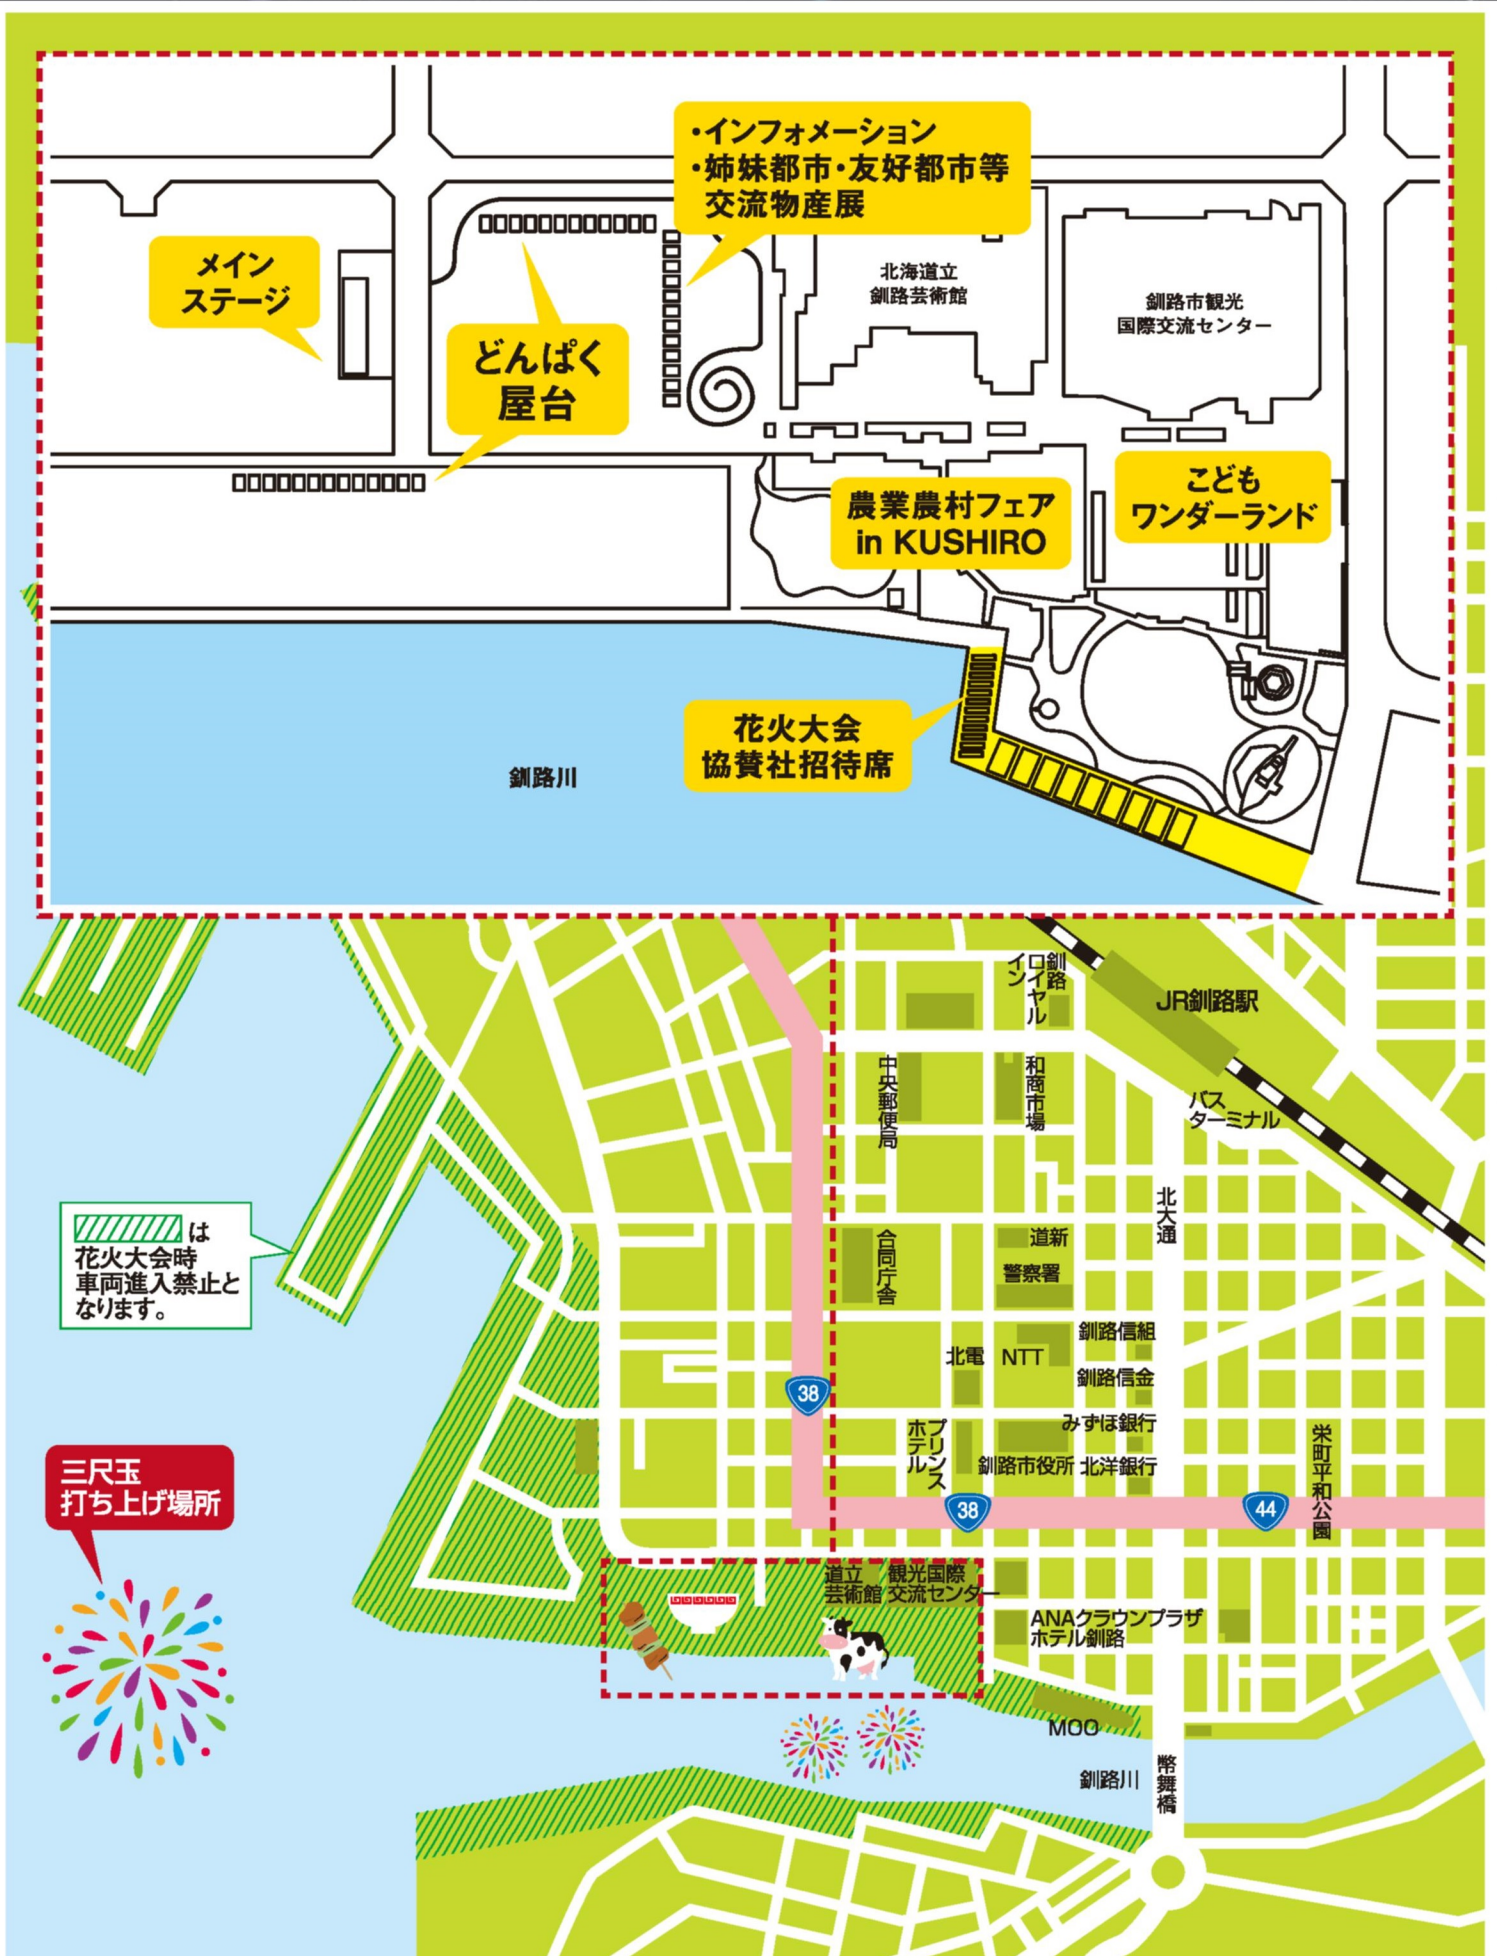 ・インフォメーション
・姉妹都市・友好都市等
交流物産展
メイン
ステージ
どんぱく
屋台
北海道立
釧路芸術館
釧路市観光
国際交流センター
農業農村フェア
in KUSHIRO
こども
ワンダーランド
花火大会
協賛社招待席
釧路川
釧路
ロイヤル
イン
JR釧路駅
中央郵便局
和商市場
バス
ターミナル
北大通
は
花火大会時
車両進入禁止と
なります。
合同庁舎
道新
警察署
釧路信組
北電
NTT
釧路信金
38
みずほ銀行
プリンス
ホテル
釧路市役所
北洋銀行
栄町平和公園
三尺玉
打ち上げ場所
38
44
道立
芸術館
観光国際
交流センター
ANAクラウンプラザ
ホテル釧路
MOO
釧路川
幣舞橋